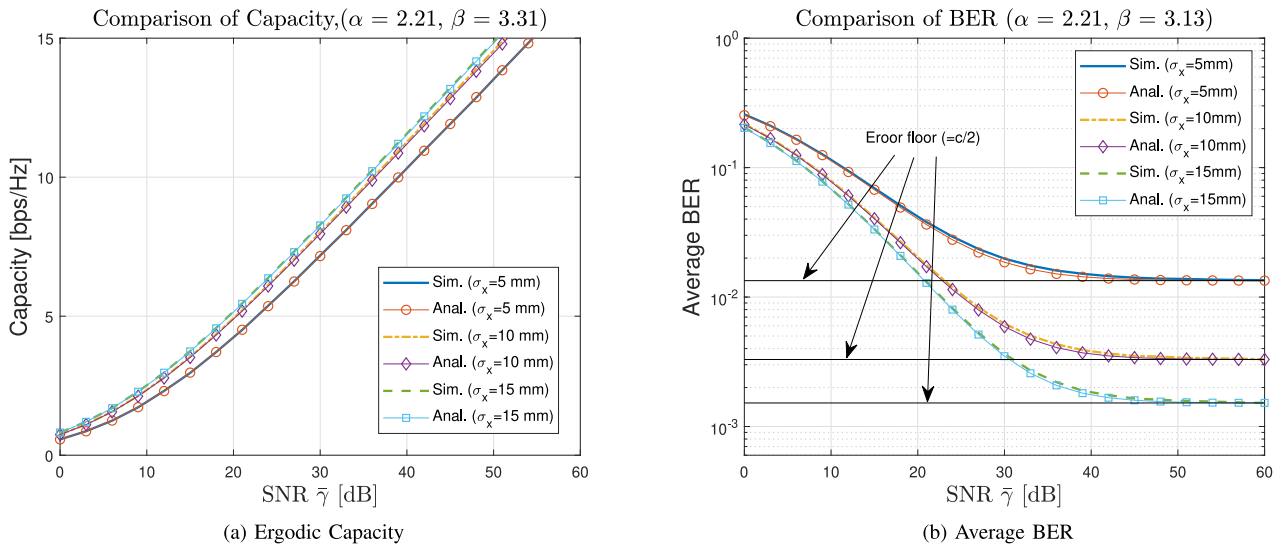 Comparison of Capacity,(α = 2.21, β = 3.31)
Capacity [bps/Hz]
15
10
5
0
Sim. (σx=5 mm)
Anal. (σx=5 mm)
Sim. (σx=10 mm)
Anal. (σx=10 mm)
Sim. (σx=15 mm)
Anal. (σx=15 mm)
0 10 20 30 40 50 60
SNR γ̄ [dB]
(a) Ergodic Capacity
Comparison of BER (α = 2.21, β = 3.13)
Average BER
10^0
10^-1
10^-2
10^-3
Sim. (σx=5mm)
Anal. (σx=5mm)
Sim. (σx=10mm)
Anal. (σx=10mm)
Sim. (σx=15mm)
Anal. (σx=15mm)
Eroor floor (=c/2)
0 10 20 30 40 50 60
SNR γ̄ [dB]
(b) Average BER